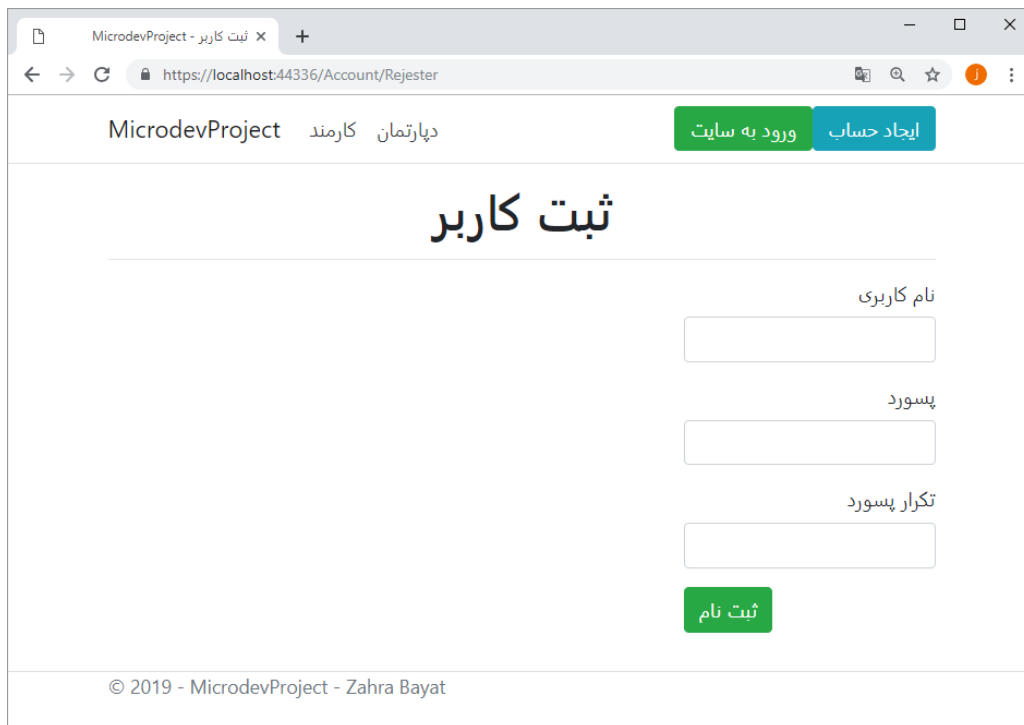 ثبت کاربر - MicrodevProject
https://localhost:44336/Account/Rejester
j
MicrodevProject کارمند دپارتمان ورود به سایت ایجاد حساب
ثبت کاربر
نام کاربری
پسورد
تکرار پسورد
ثبت نام
© 2019 - MicrodevProject - Zahra Bayat